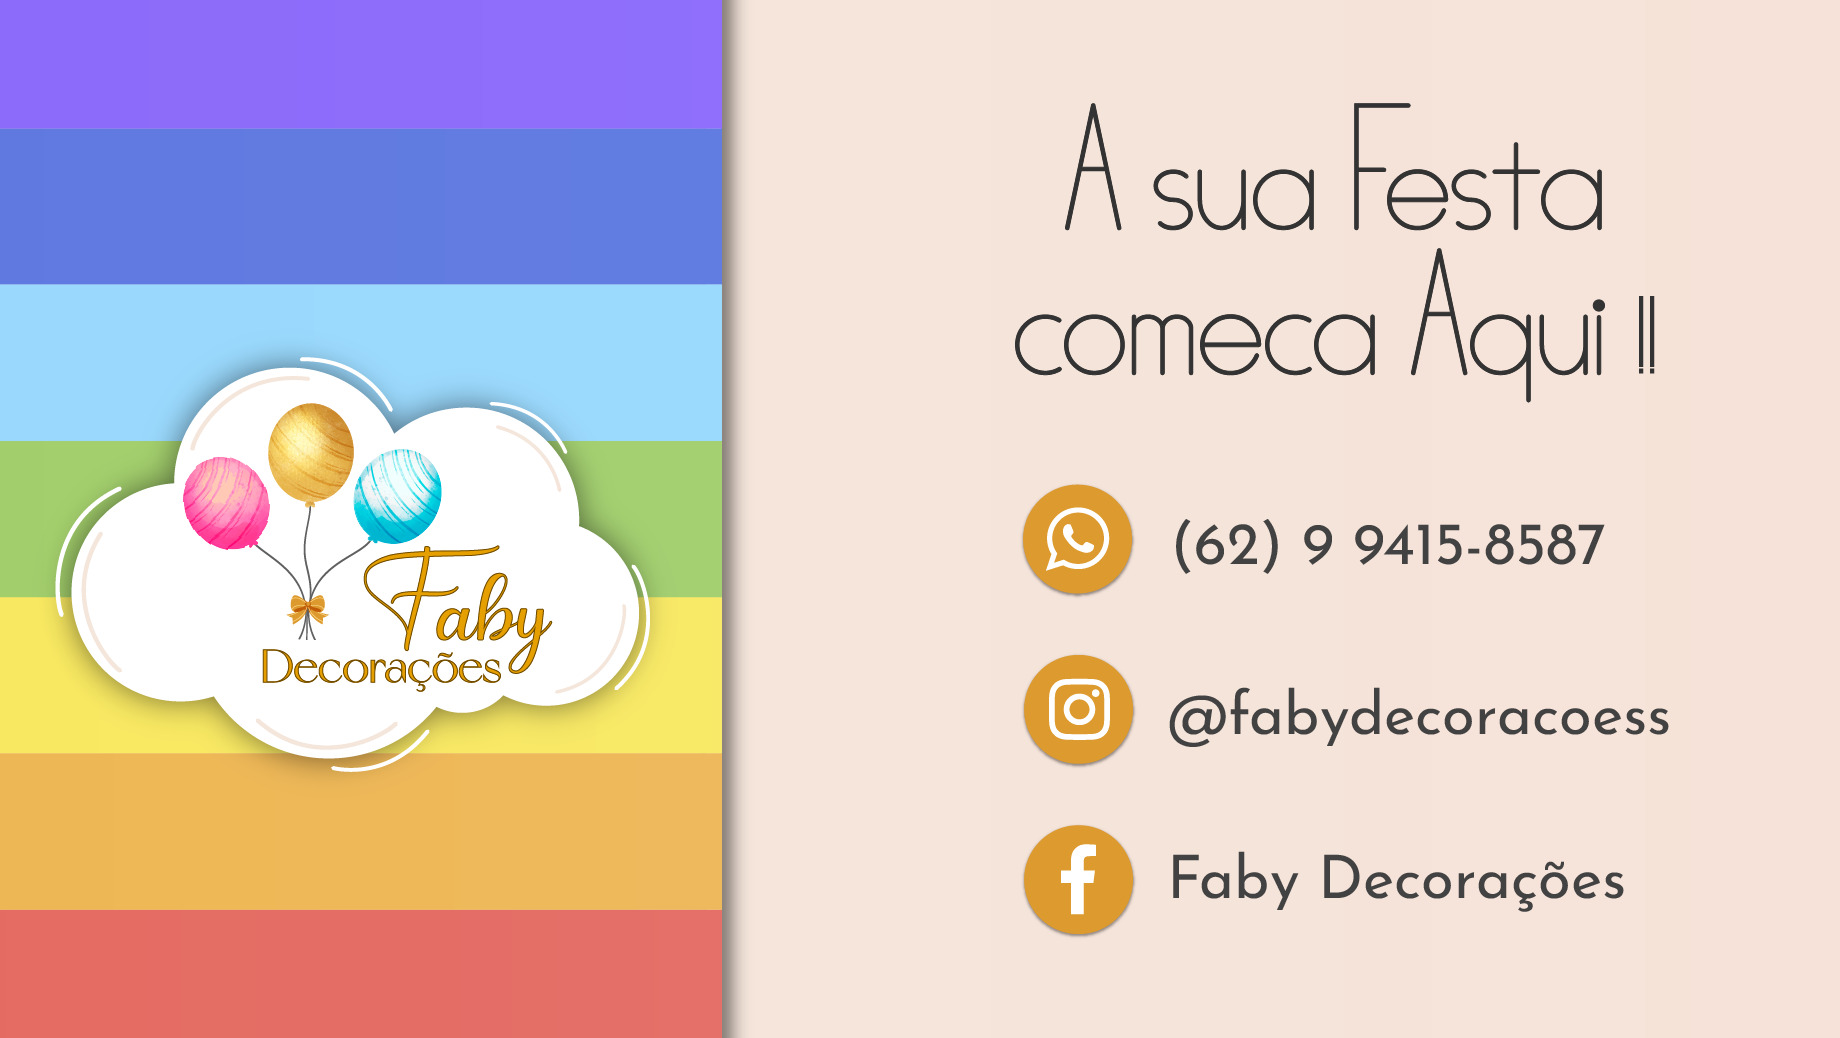 Faby
Decorações
A sua Festa
comeca Aqui !!
(62) 9 9415-8587
@fabydecoracoess
Faby Decorações